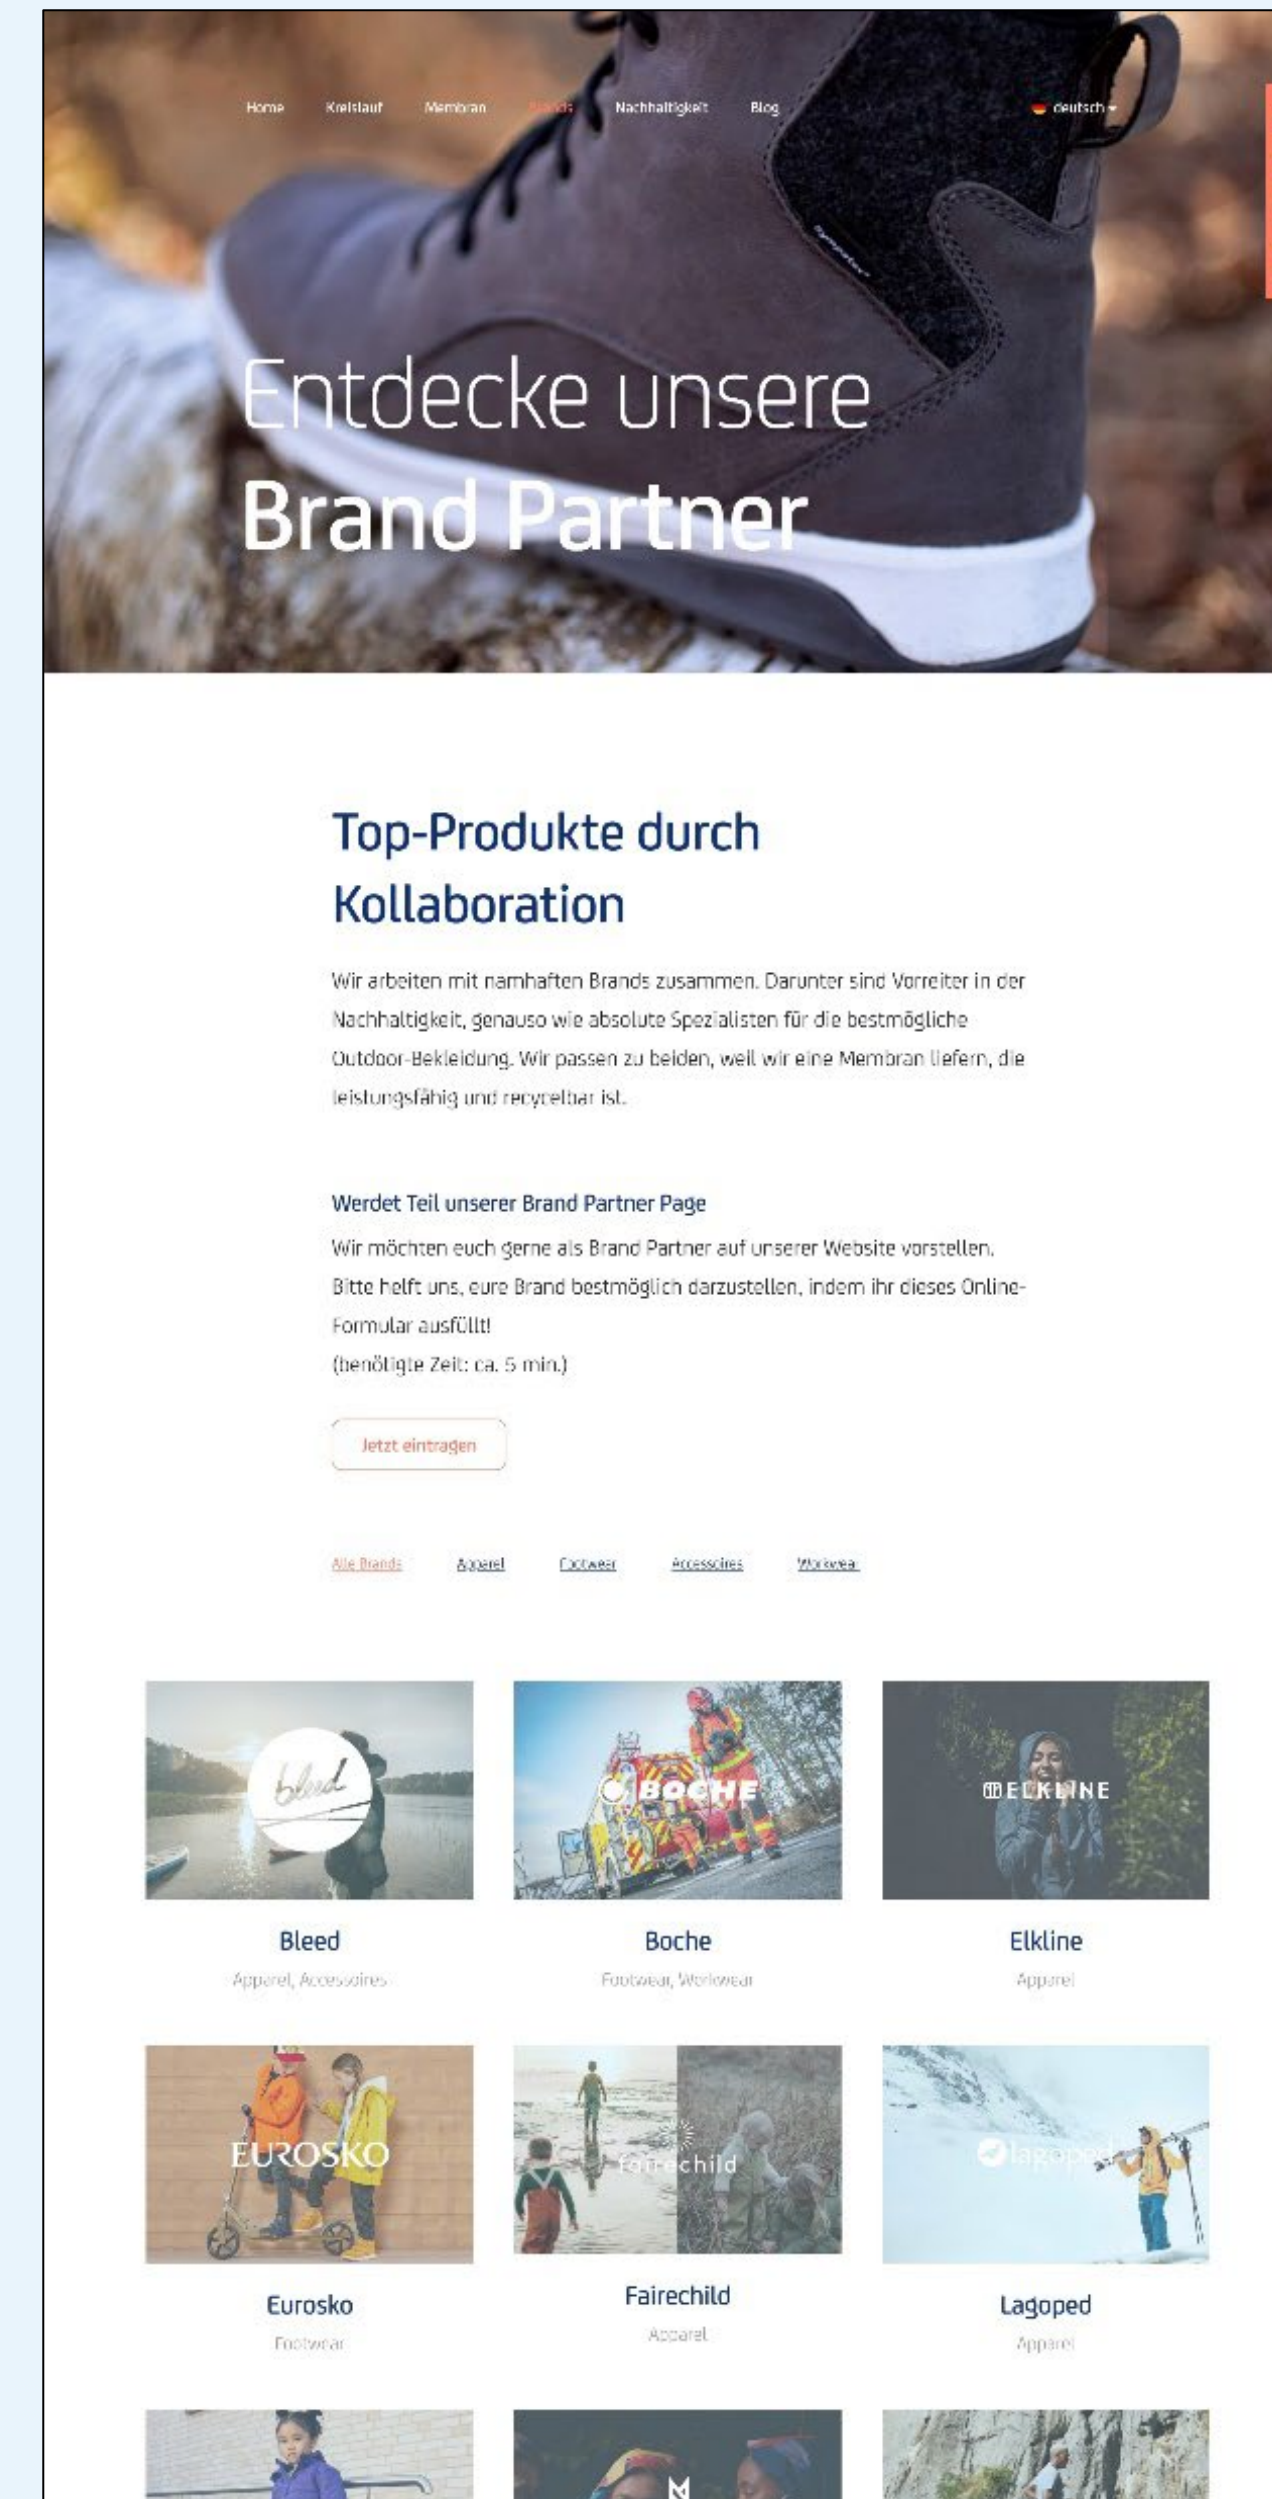 Home Kreislauf Membran Brands Nachhaltigkeit Blog deutsch
Sympatex
Entdecke unsere
Brand Partner
Top-Produkte durch
Kollaboration
Wir arbeiten mit namhaften Brands zusammen. Darunter sind Vorreiter in der
Nachhaltigkeit, genauso wie absolute Spezialisten für die bestmögliche
Outdoor-Bekleidung. Wir passen zu beiden, weil wir eine Membran liefern, die
leistungsfähig und recycelbar ist.
Werdet Teil unserer Brand Partner Page
Wir möchten euch gerne als Brand Partner auf unserer Website vorstellen.
Bitte helft uns, eure Brand bestmöglich darzustellen, indem ihr dieses Online-
Formular ausfüllt!
(benötigte Zeit: ca. 5 min.)
Jetzt eintragen
Alle Brands Apparel Footwear Accessoires Workwear
bleed BOCHE ELKLINE
Bleed Boche Elkline
Apparel, Accessoires Footwear, Workwear Apparel
EUROSKO fairechild lagoped
Eurosko Fairechild Lagoped
Footwear Apparel Apparel